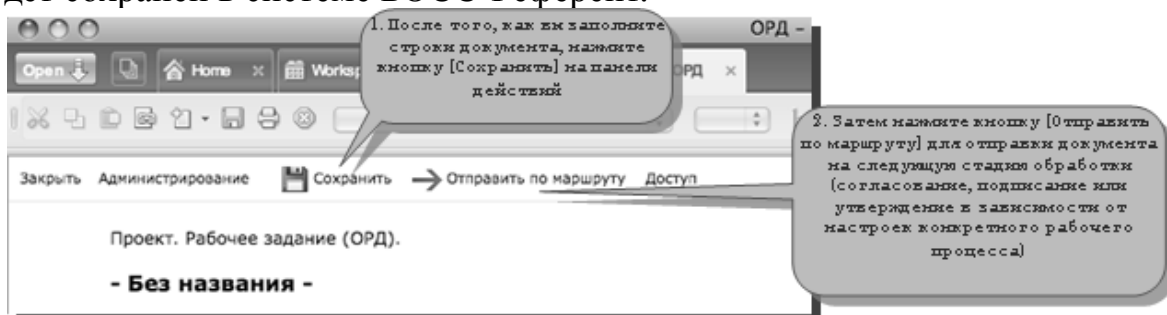 дет сохранен в системе BOSS-Референт.
ОРД –
Open
Home ×
Worksp
ОРД ×
1. После того, как вы заполните
строки документа, нажмите
кнопку [Сохранить] на панели
действий
2. Затем нажмите кнопку [Отправить
по маршруту] для отправки документа
на следующую стадию обработки
(согласование, подписание или
утверждение в зависимости от
настроек конкретного рабочего
процесса)
Закрыть Администрирование Сохранить Отправить по маршруту Доступ
Проект. Рабочее задание (ОРД).
- Без названия -